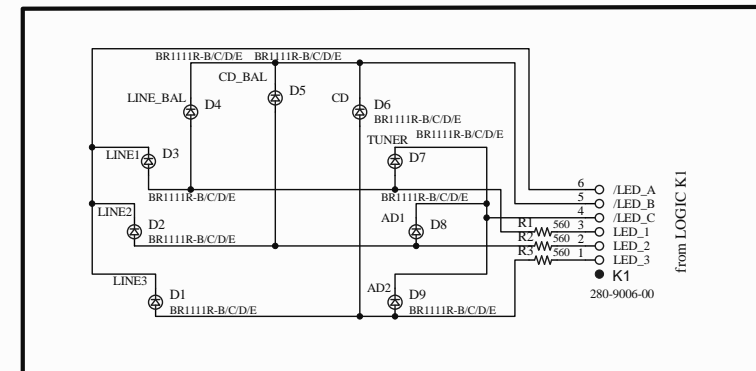 BR1111R-B/C/D/E BR1111R-B/C/D/E
CD_BAL
LINE_BAL D4 D5 CD D6
BR1111R-B/C/D/E
TUNER BR1111R-B/C/D/E
LINE1 D3 D7
BR1111R-B/C/D/E BR1111R-B/C/D/E
6 /LED_A
5 /LED_B
4 /LED_C
LINE2 D2 AD1 D8
R1 560 3 LED_1
BR1111R-B/C/D/E
R2 560 2 LED_2
R3 560 1 LED_3
from LOGIC K1
K1
280-9006-00
LINE3 D1 AD2 D9
BR1111R-B/C/D/E BR1111R-B/C/D/E